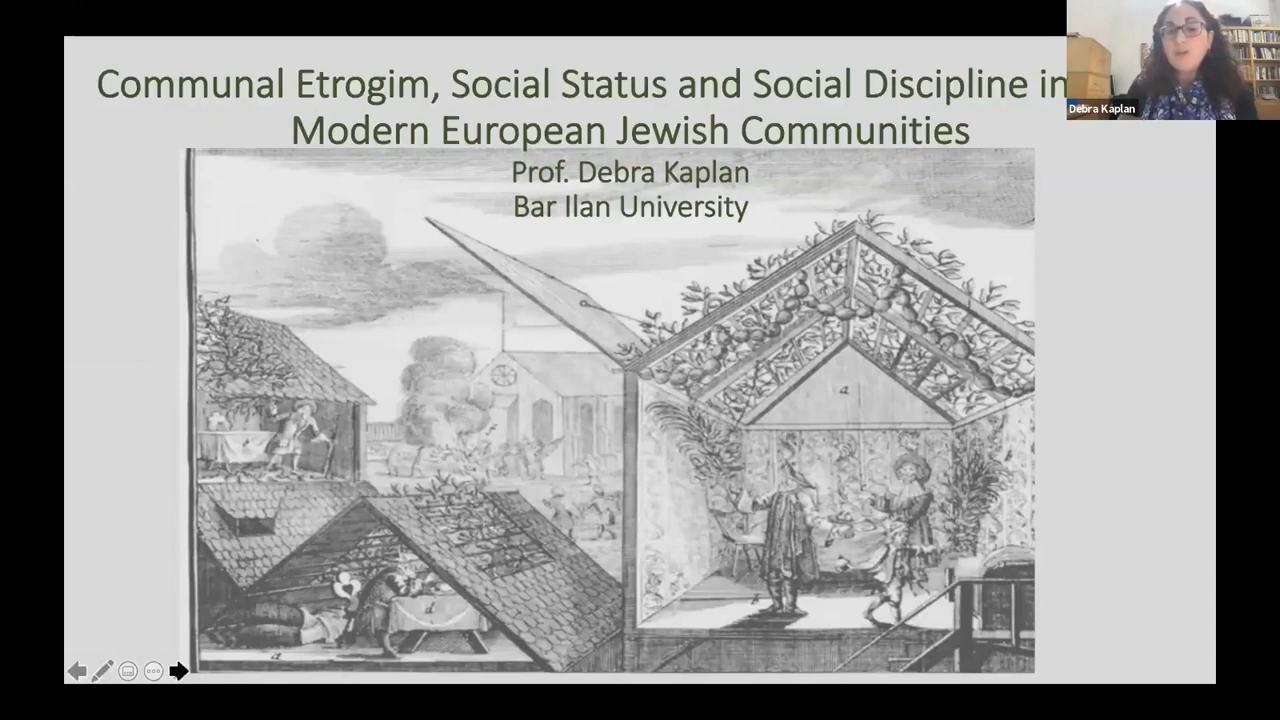 Communal Etrogim, Social Status and Social Discipline in
Modern European Jewish Communities
Prof. Debra Kaplan
Bar Ilan University
Debra Kaplan
a
d
a